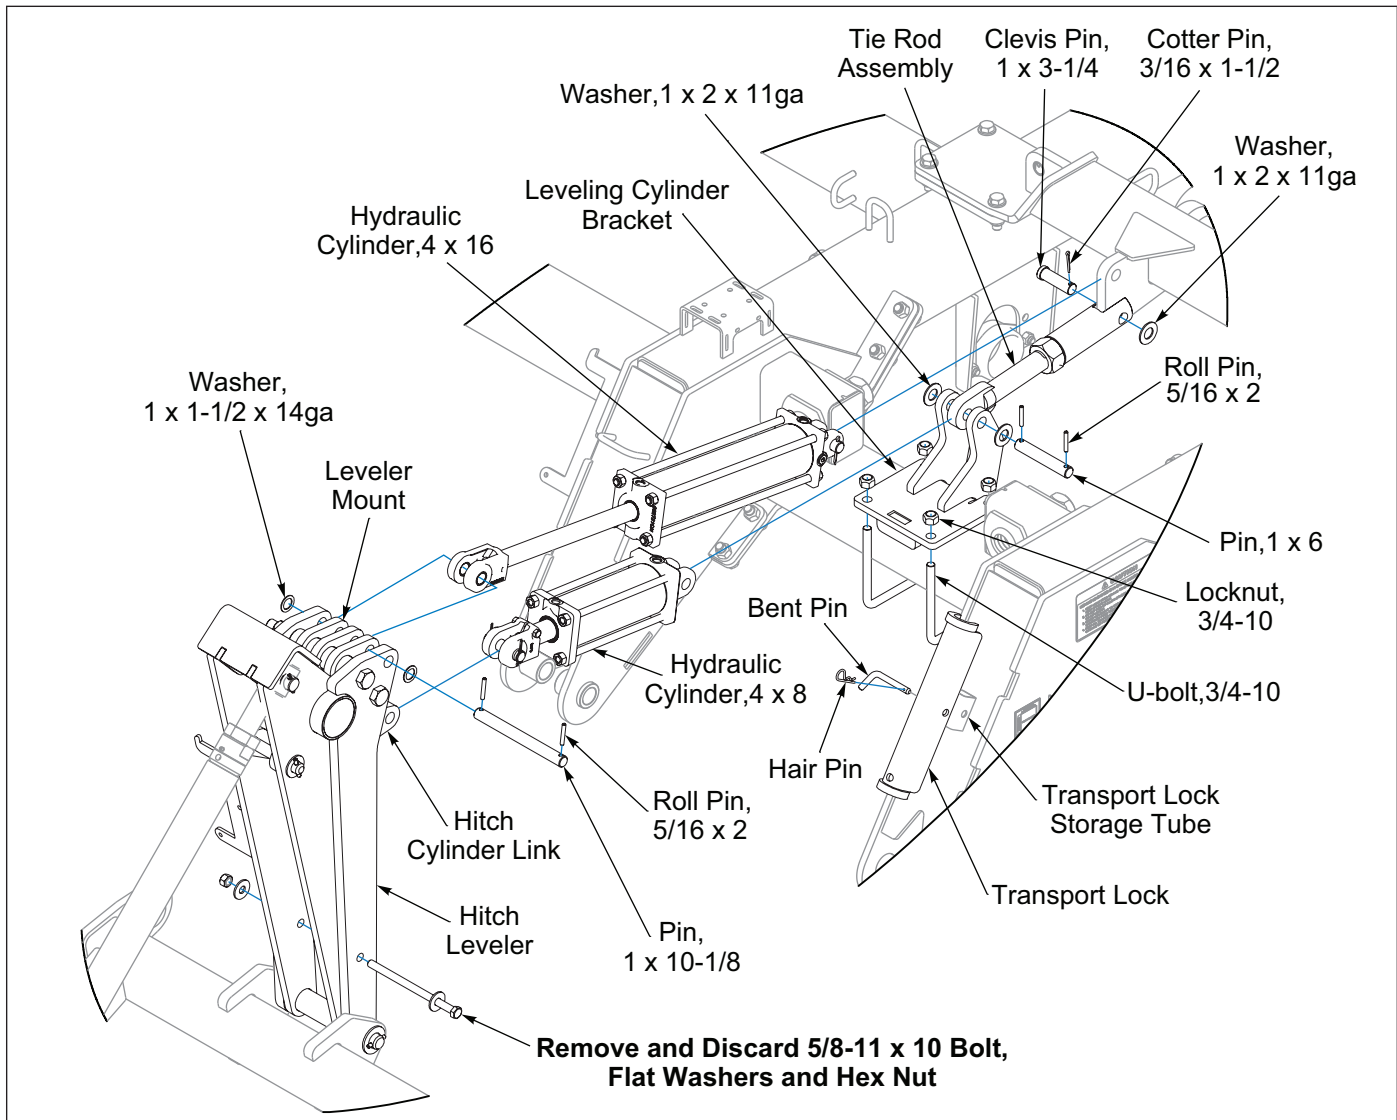 Tie Rod
Assembly
Clevis Pin,
1 x 3-1/4
Cotter Pin,
3/16 x 1-1/2
Washer,1 x 2 x 11ga
Washer,
1 x 2 x 11ga
Leveling Cylinder
Bracket
Hydraulic
Cylinder,4 x 16
Washer,
1 x 1-1/2 x 14ga
Roll Pin,
5/16 x 2
Leveler
Mount
Pin,1 x 6
Locknut,
3/4-10
Bent Pin
Hydraulic
Cylinder,4 x 8
U-bolt,3/4-10
Hair Pin
Roll Pin,
5/16 x 2
Transport Lock
Storage Tube
Hitch
Cylinder Link
Transport Lock
Hitch
Leveler
Pin,
1 x 10-1/8
Remove and Discard 5/8-11 x 10 Bolt,
Flat Washers and Hex Nut